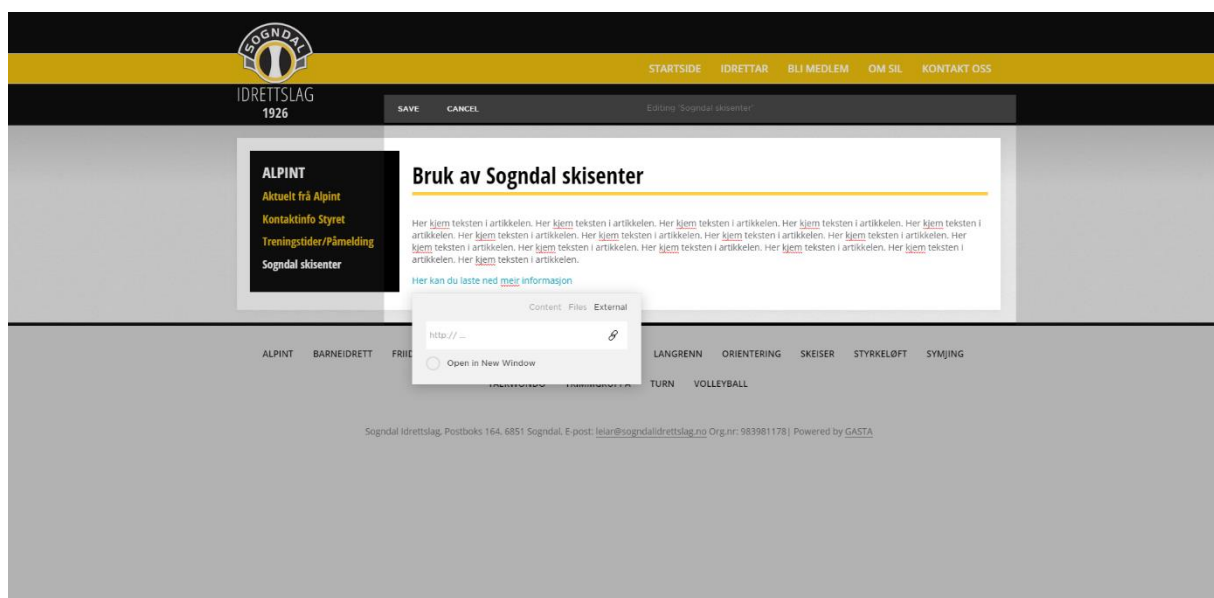 SOGNDAL
IDRETTSLAG
1926
STARTSIDE IDRETTAR BLI MEDLEM OM SIL KONTAKT OSS
SAVE CANCEL Editing 'Sogndal skisenter'
ALPINT
Aktuelt frå Alpint
Kontaktinfo Styret
Treningstider/Påmelding
Sogndal skisenter
Bruk av Sogndal skisenter
Her kjem teksten i artikkelen. Her kjem teksten i artikkelen. Her kjem teksten i artikkelen. Her kjem teksten i artikkelen. Her kjem teksten i
artikkelen. Her kjem teksten i artikkelen. Her kjem teksten i artikkelen. Her kjem teksten i artikkelen. Her kjem teksten i artikkelen. Her
kjem teksten i artikkelen. Her kjem teksten i artikkelen. Her kjem teksten i artikkelen. Her kjem teksten i artikkelen. Her kjem teksten i
artikkelen. Her kjem teksten i artikkelen.
Her kan du laste ned meir informasjon
Content Files External
http:// ...
Open in New Window
ALPINT BARNEIDRETT LANGRENN ORIENTERING SKEISER STYRKELØFT SYMJING
TURN VOLLEYBALL
Sogndal Idrettslag, Postboks 164, 6851 Sogndal, E-post: leiar@sogndalidrettslag.no Org.nr: 983981178| Powered by GASTA